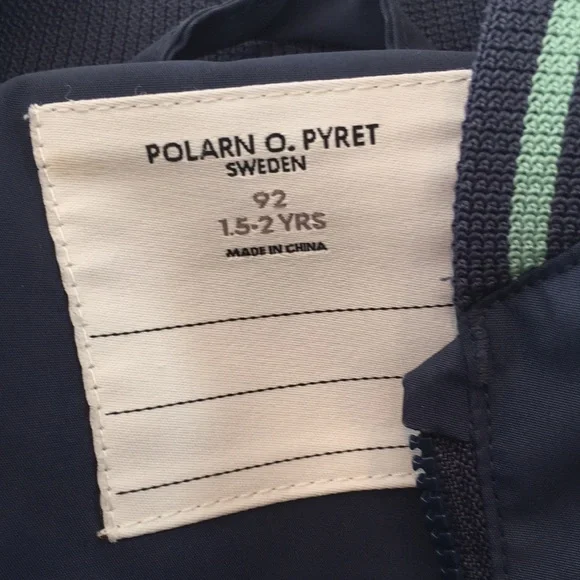 POLARN O. PYRET
SWEDEN
92
1.5-2 YRS
MADE IN CHINA